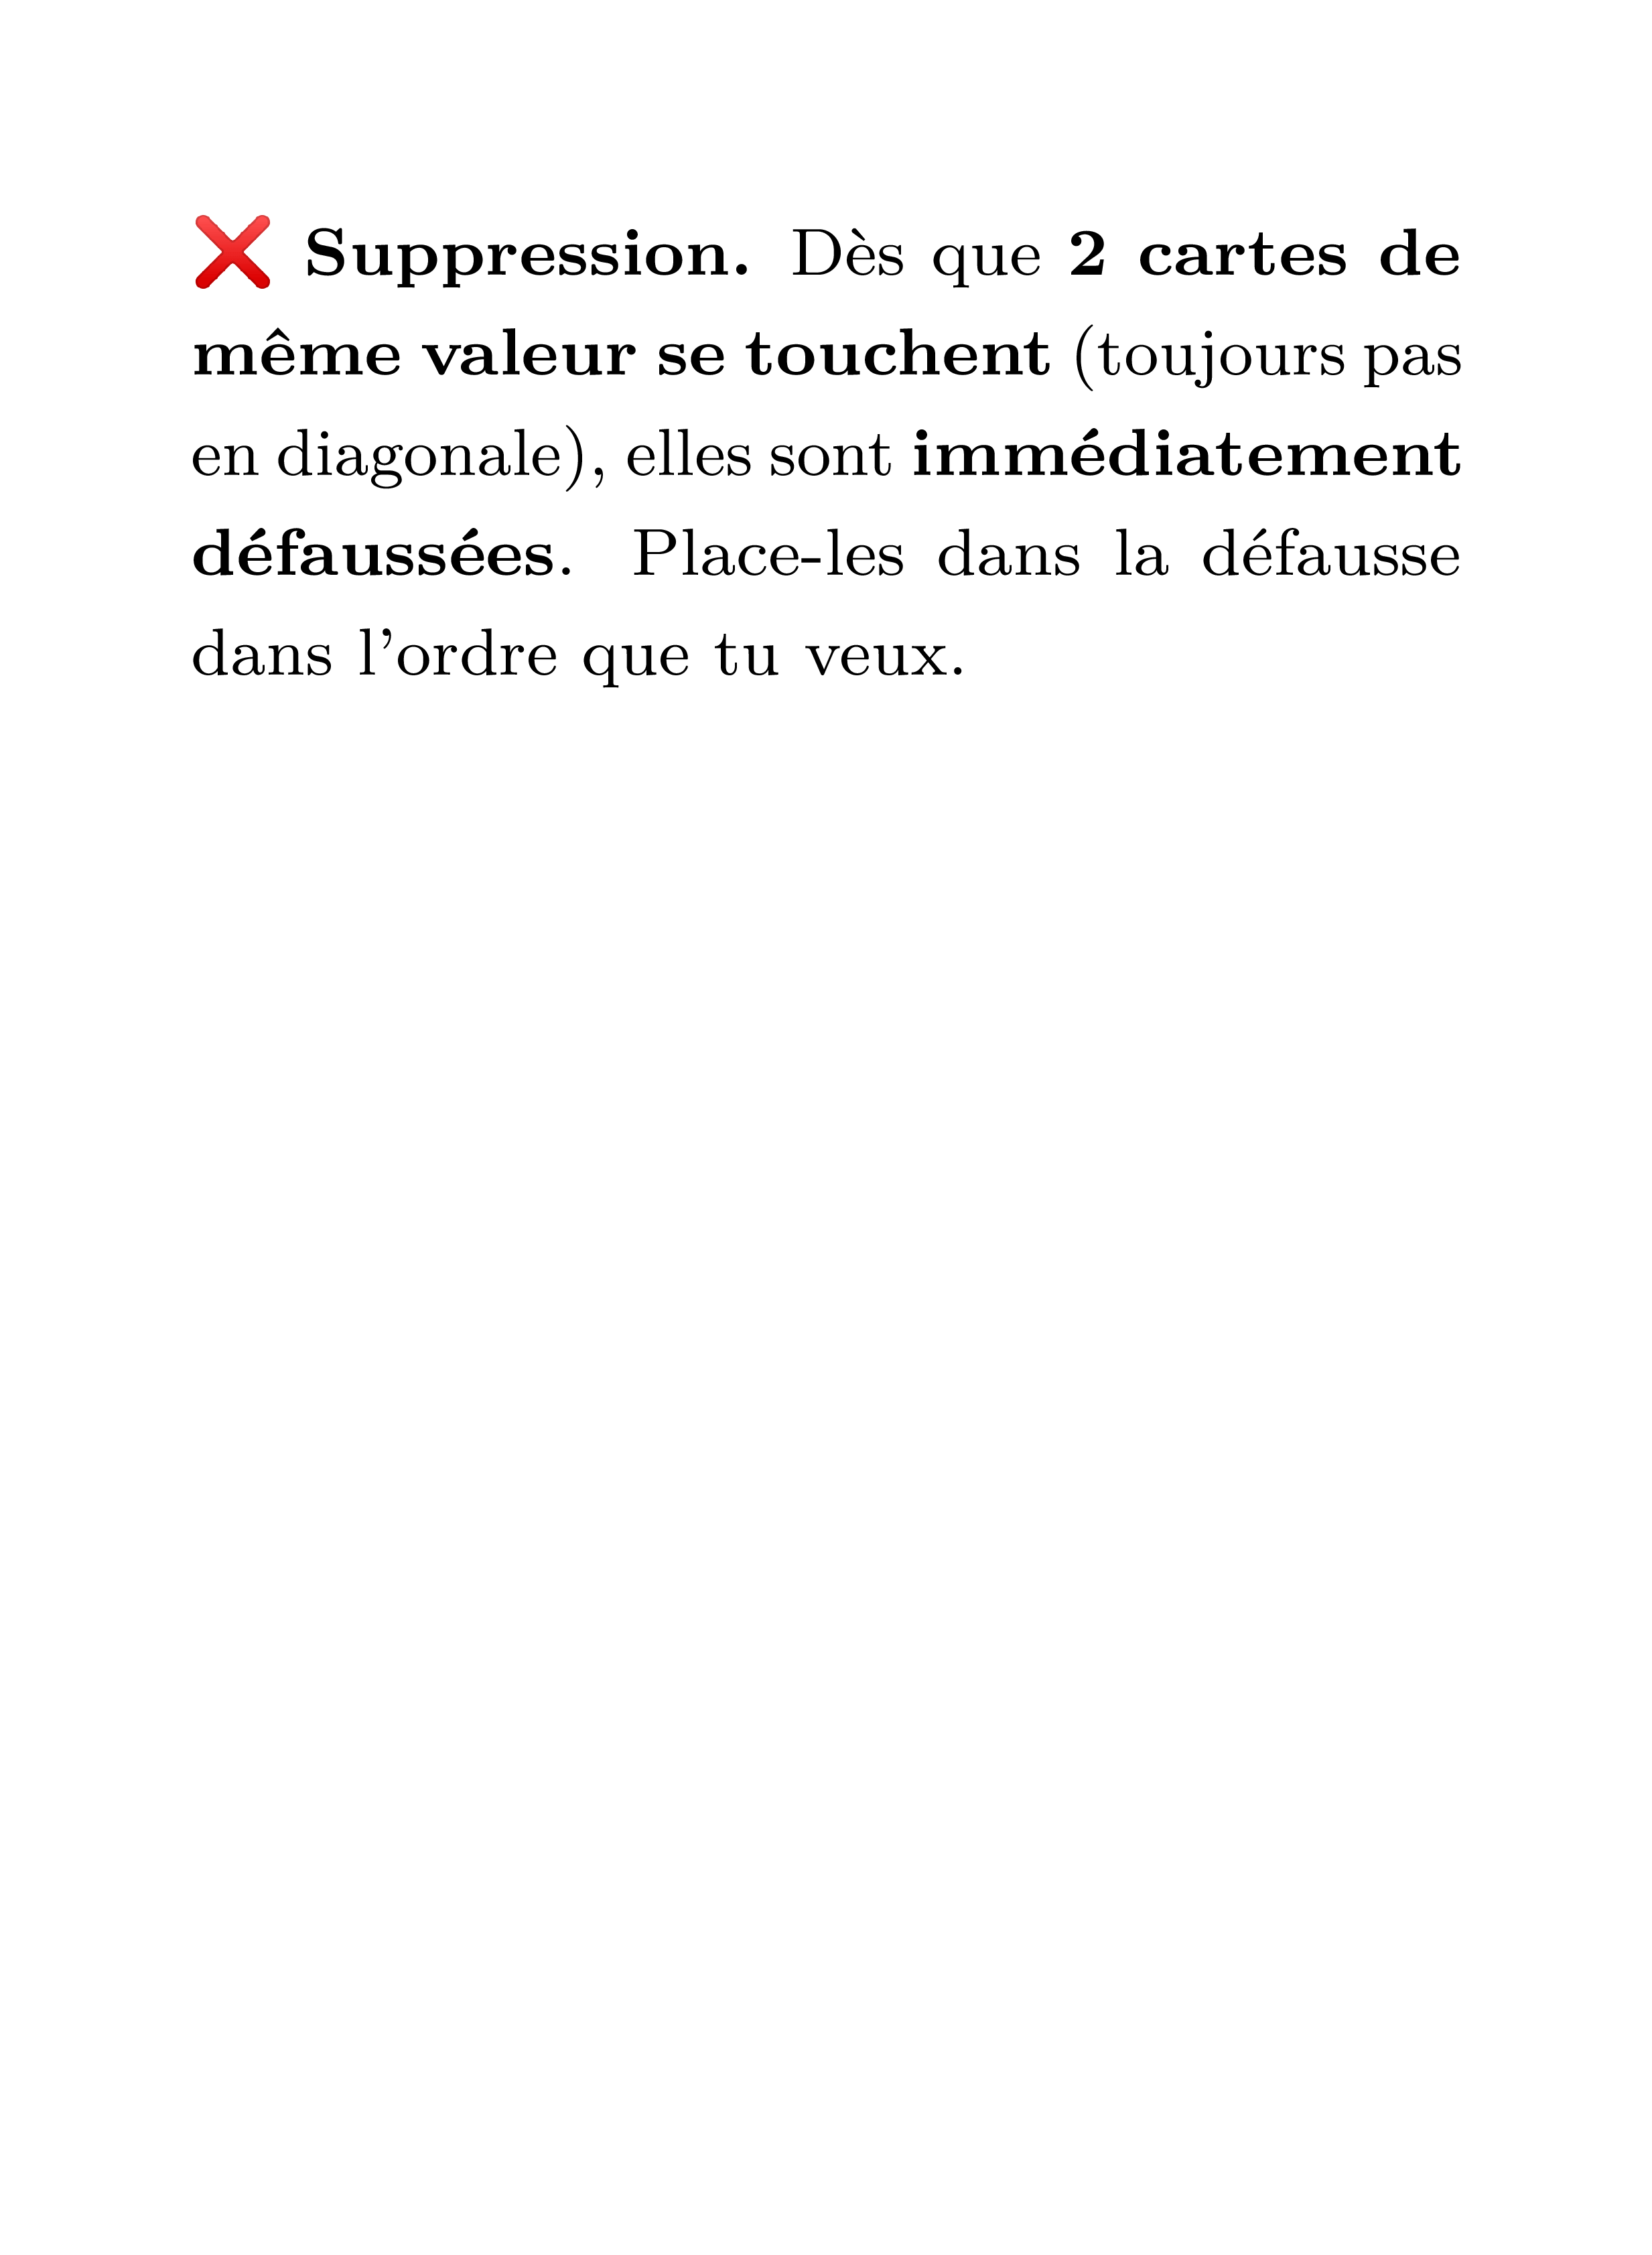 ❌ Suppression. Dès que 2 cartes de
même valeur se touchent (toujours pas
en diagonale), elles sont immédiatement
défaussées. Place-les dans la défausse
dans l'ordre que tu veux.